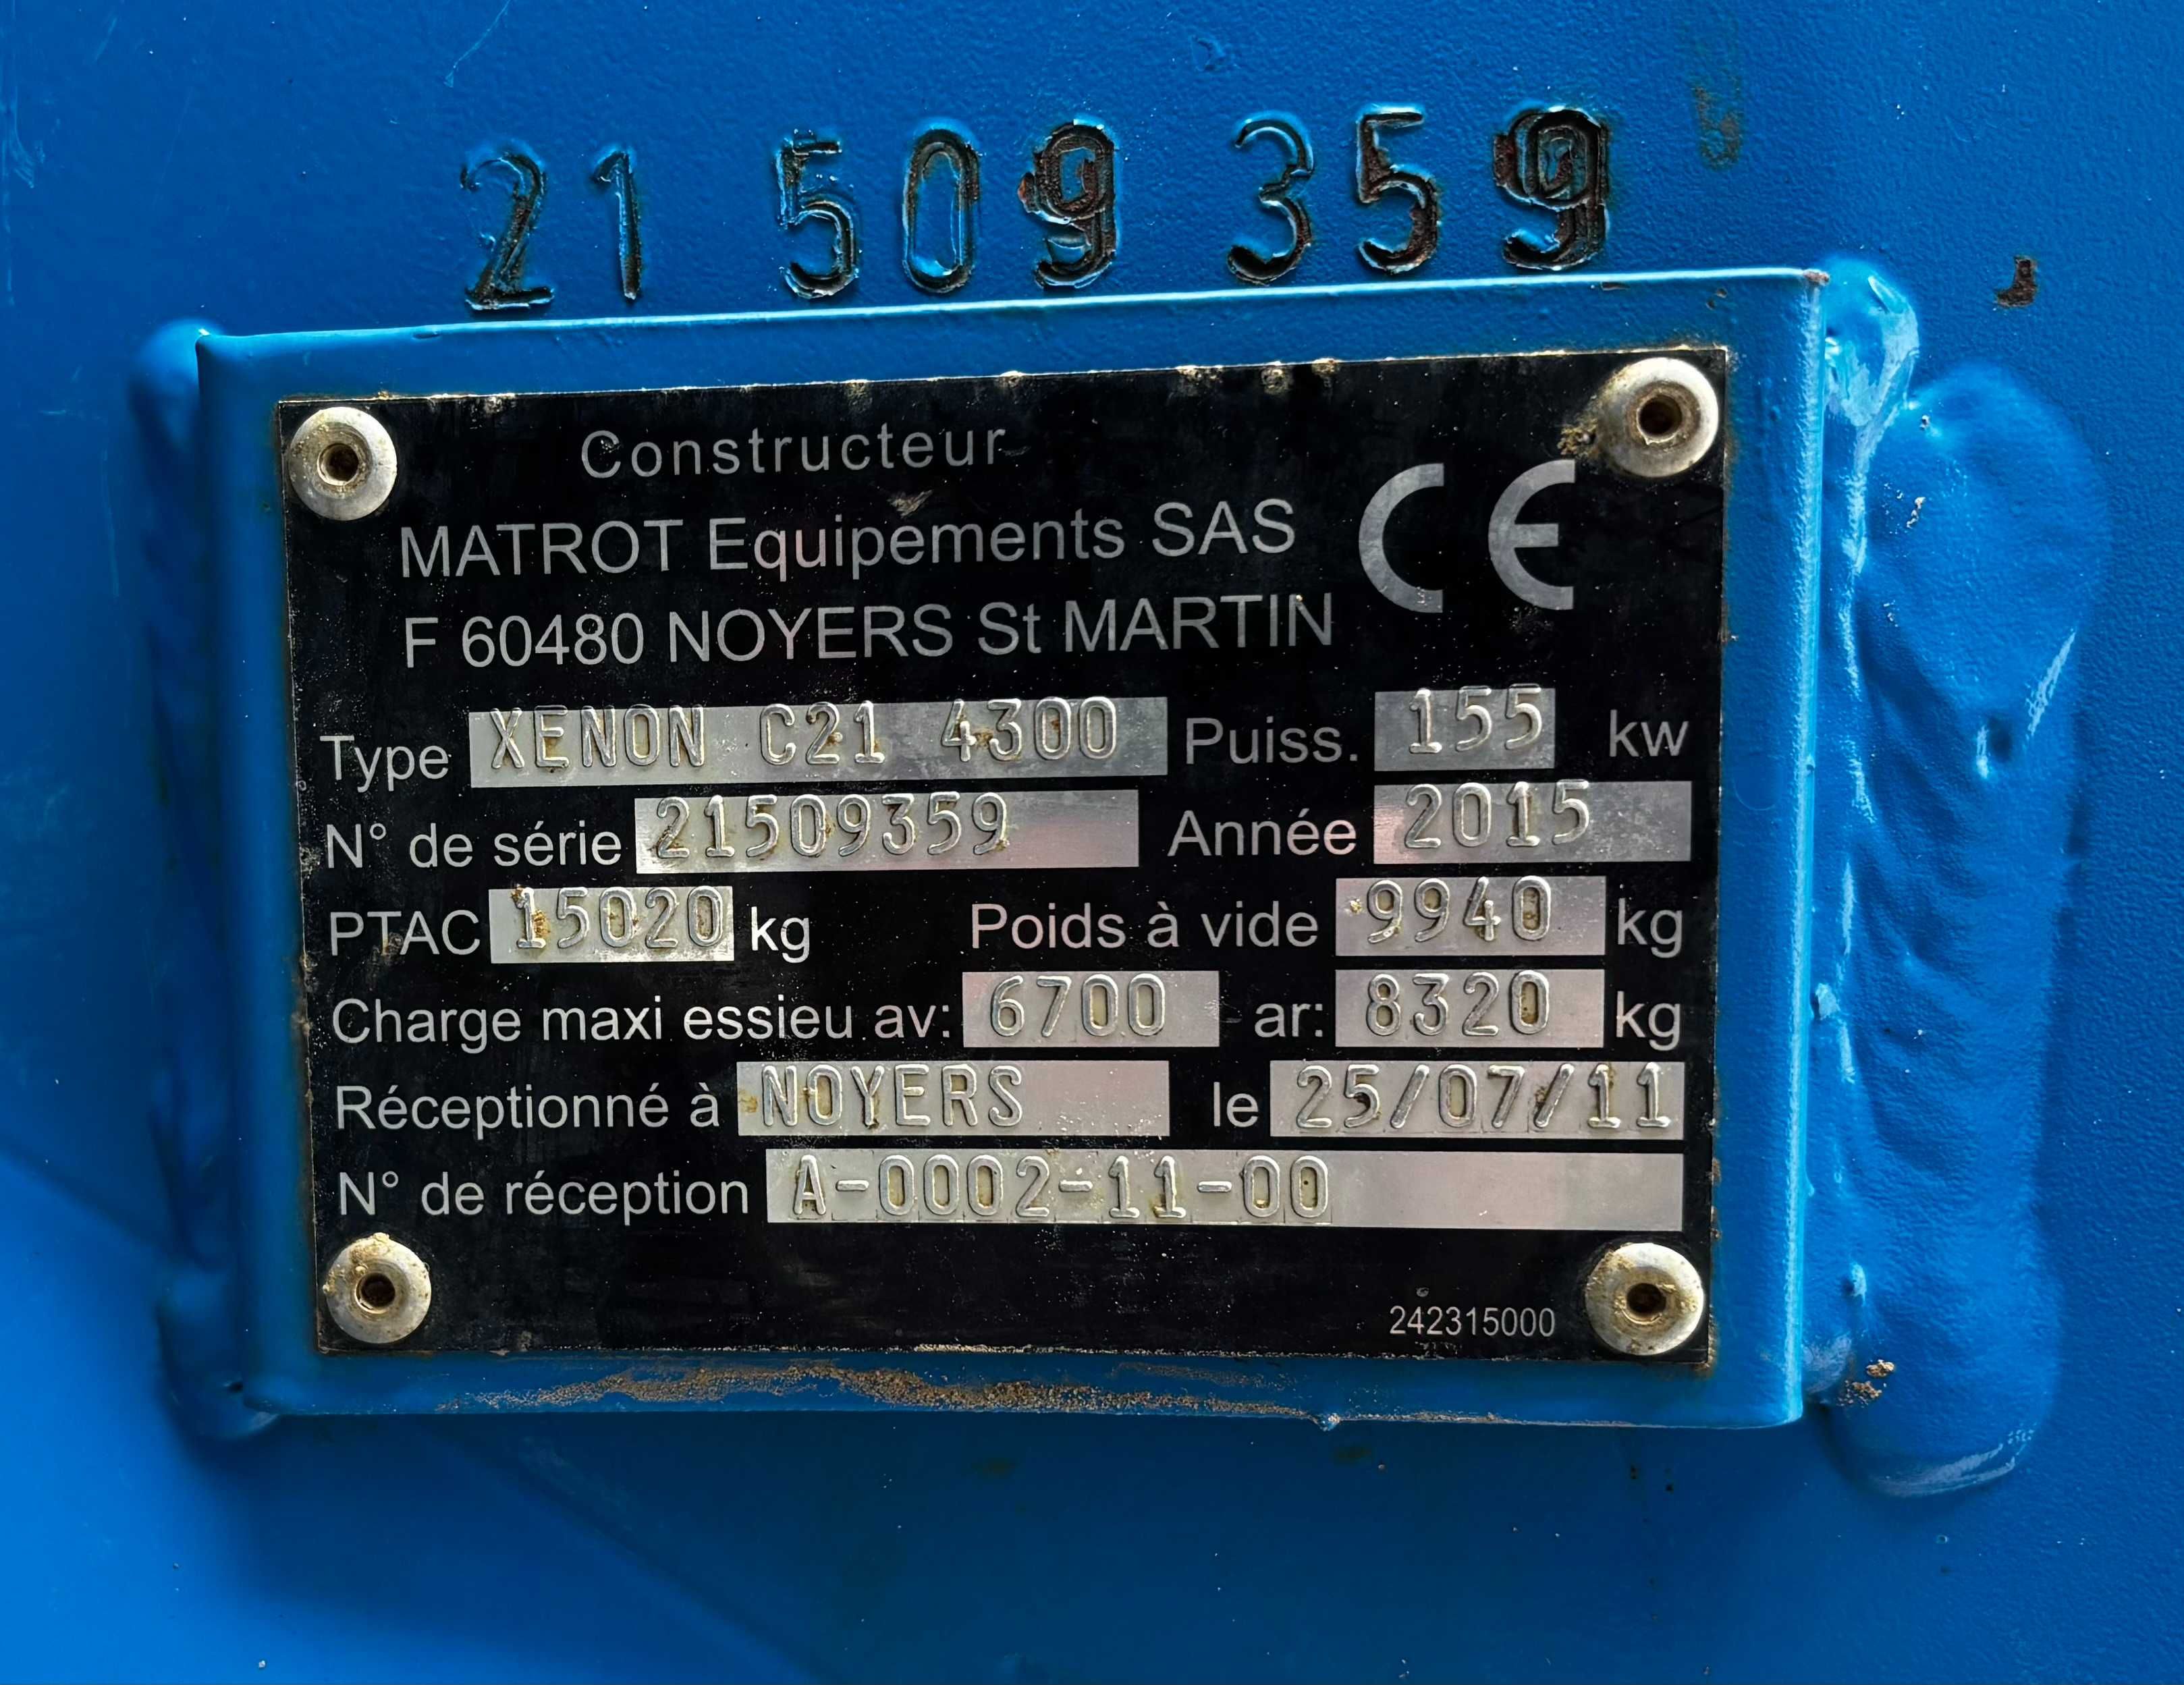 21 509 359
Constructeur
MATROT Equipements SAS CE
F 60480 NOYERS St MARTIN
Type XENON C21 4300 Puiss. 155 kw
N° de série 21509359 Année 2015
PTAC 15020 kg Poids à vide 9940 kg
Charge maxi essieu av: 6700 ar: 8320 kg
Réceptionné à NOYERS le 25/07/11
N° de réception A-0002-11-00
242315000